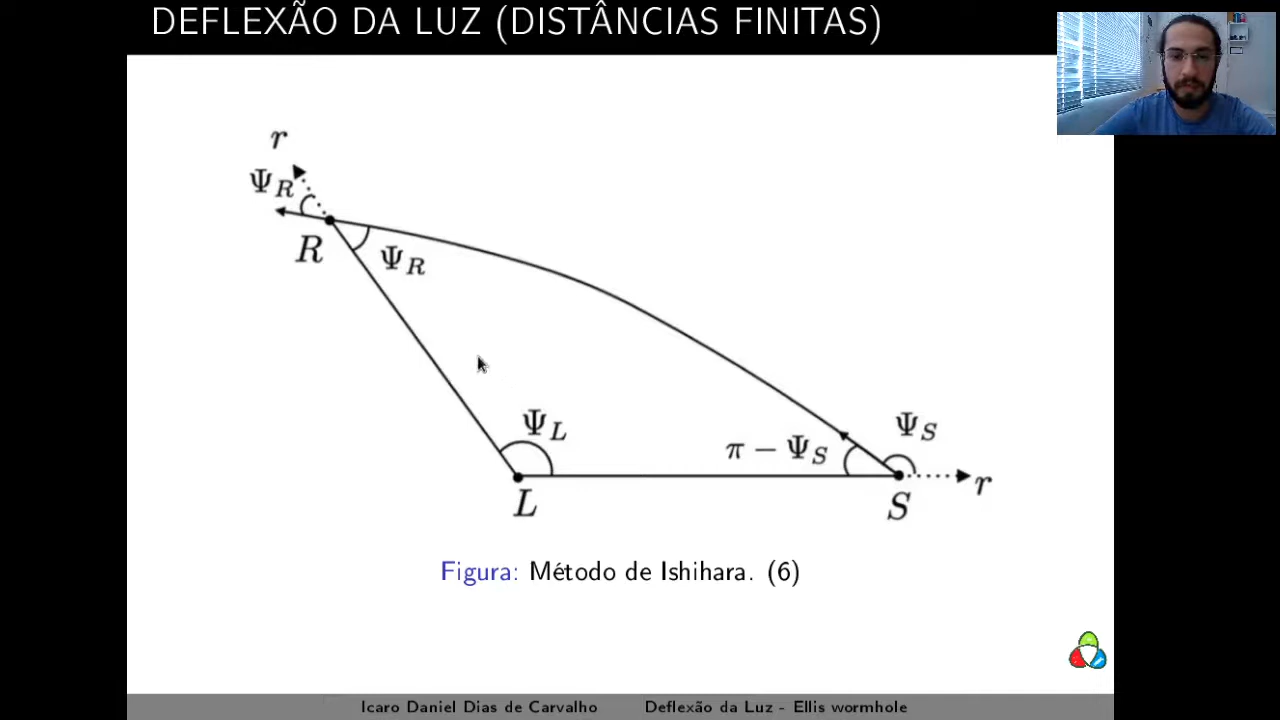 DEFLEXÃO DA LUZ (DISTÂNCIAS FINITAS)
r
Ψ_R
R
Ψ_R
Ψ_L
π − Ψ_S
Ψ_S
r
L
S
Figura: Método de Ishihara. (6)
Icaro Daniel Dias de Carvalho Deflexão da Luz - Ellis wormhole